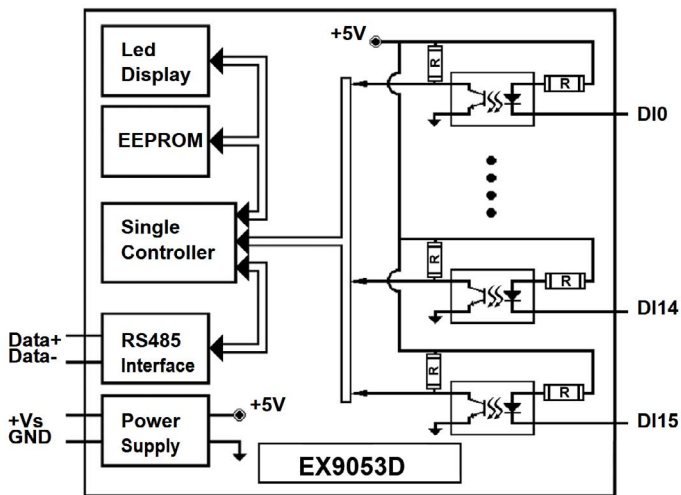 Led
Display
EEPROM
Single
Controller
Data+
Data-
RS485
Interface
+Vs
GND
Power
Supply
+5V
EX9053D
+5V
R
R
DI0
R
R
DI14
R
R
DI15